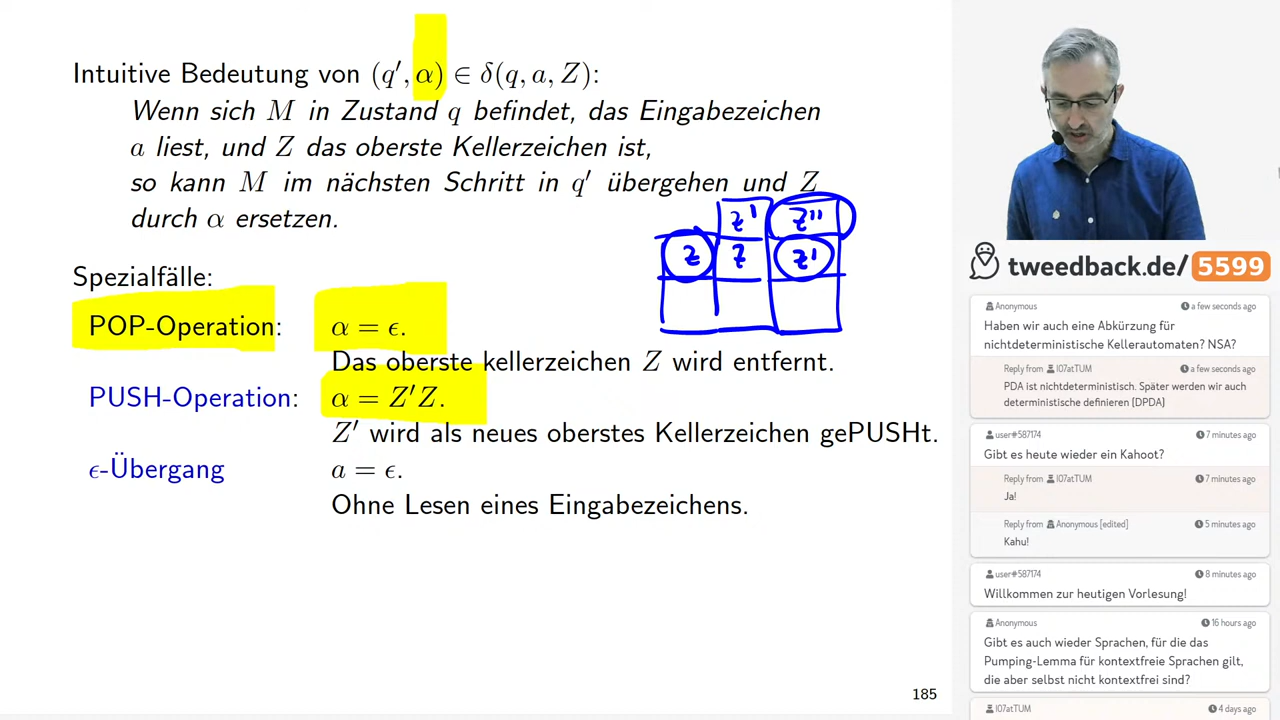 Intuitive Bedeutung von (q′, α) ∈ δ(q, a, Z):
Wenn sich M in Zustand q befindet, das Eingabezeichen
a liest, und Z das oberste Kellerzeichen ist,
so kann M im nächsten Schritt in q′ übergehen und Z
durch α ersetzen.
z' z''
z z z'
Spezialfälle:
POP-Operation: α = ϵ.
Das oberste kellerzeichen Z wird entfernt.
PUSH-Operation: α = Z′Z.
Z′ wird als neues oberstes Kellerzeichen gePUSHt.
ϵ-Übergang a = ϵ.
Ohne Lesen eines Eingabezeichens.
185
tweedback.de/ 5599
Anonymous a few seconds ago
Haben wir auch eine Abkürzung für
nichtdeterministische Kellerautomaten? NSA?
Reply from I07atTUM a few seconds ago
PDA ist nichtdeterministisch. Später werden wir auch
deterministische definieren [DPDA]
user#587174 7 minutes ago
Gibt es heute wieder ein Kahoot?
Reply from I07atTUM 7 minutes ago
Ja!
Reply from Anonymous [edited] 5 minutes ago
Kahu!
user#587174 8 minutes ago
Willkommen zur heutigen Vorlesung!
Anonymous 16 hours ago
Gibt es auch wieder Sprachen, für die das
Pumping-Lemma für kontextfreie Sprachen gilt,
die aber selbst nicht kontextfrei sind?
I07atTUM 4 days ago